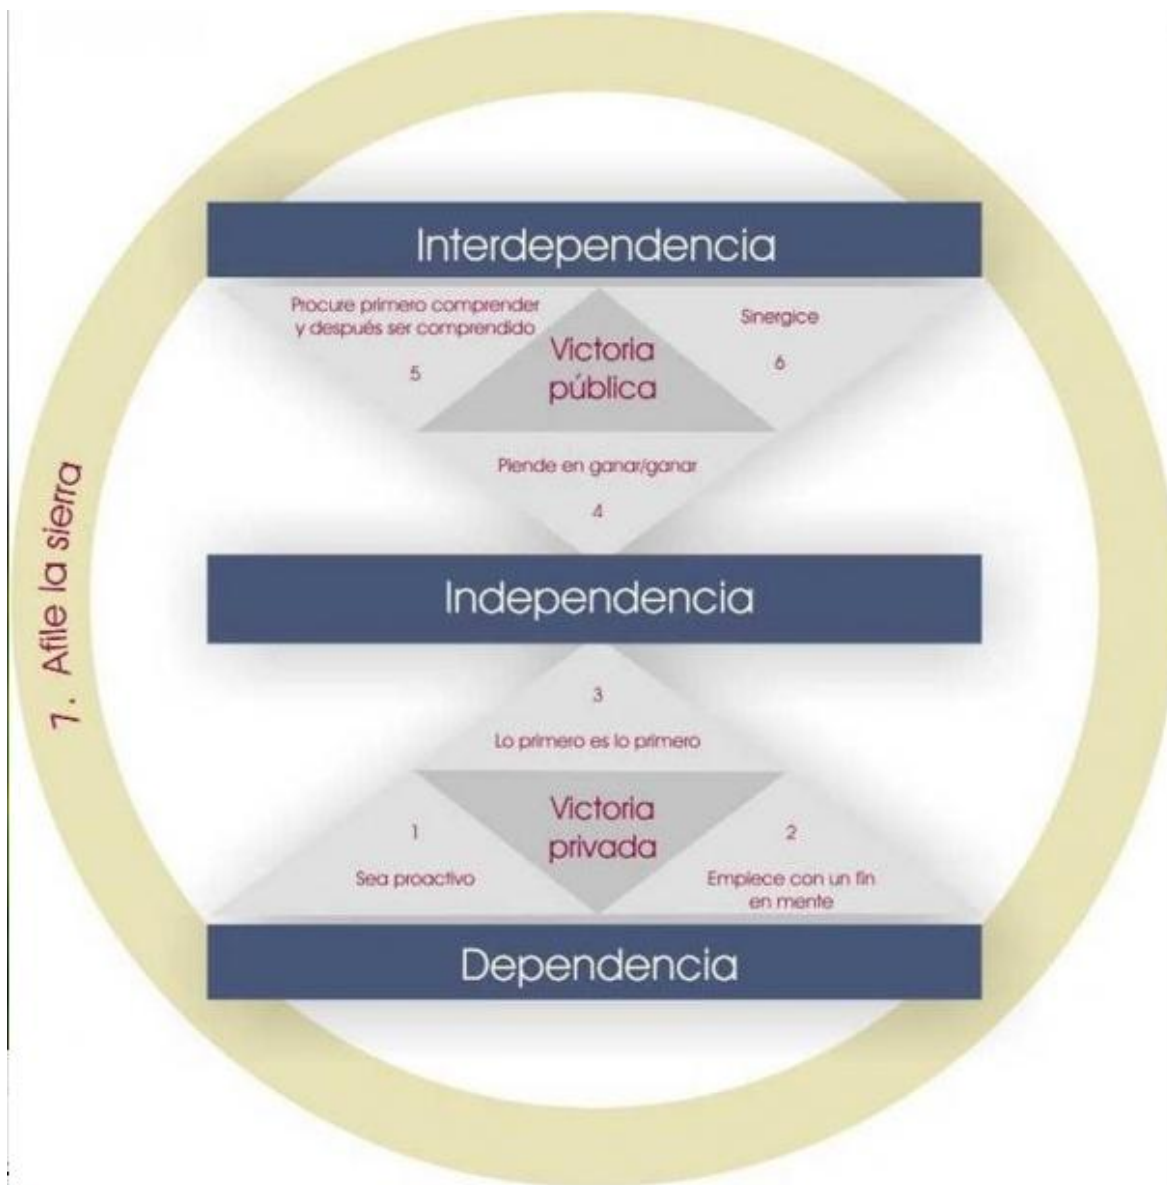 Interdependencia
Procure primero comprender
y después ser comprendido
5
Victoria
pública
Sinergice
6
Piende en ganar/ganar
4
Independencia
7. Afile la sierra
3
Lo primero es lo primero
Victoria
privada
1
Sea proactivo
2
Empiece con un fin
en mente
Dependencia